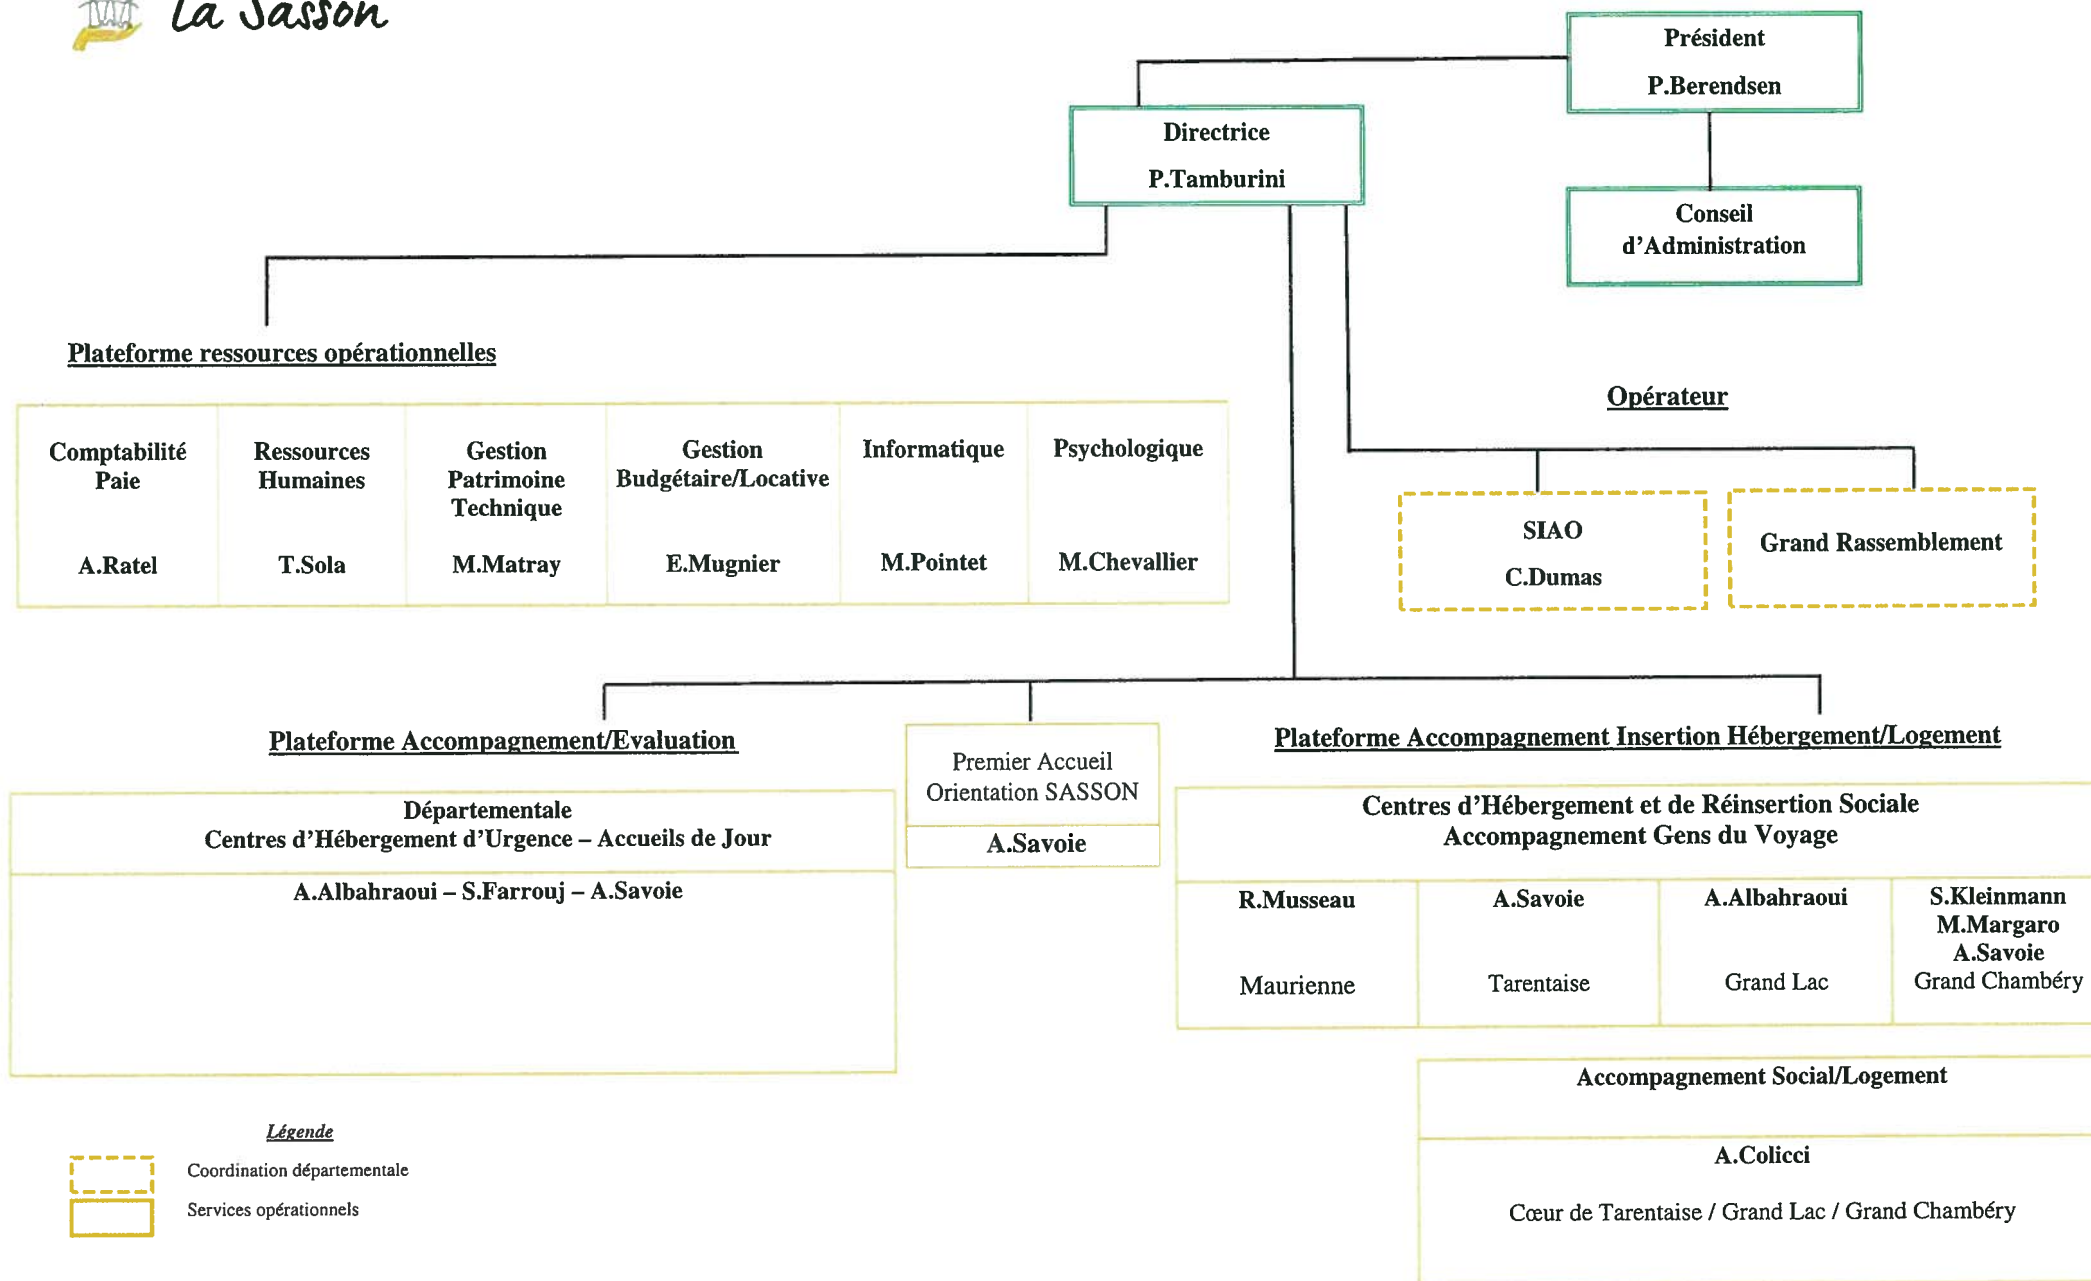 La Sasson
Président
P.Berendsen
Directrice
P.Tamburini
Conseil
d’Administration
Plateforme ressources opérationnelles
Comptabilité
Paie
A.Ratel
Ressources
Humaines
T.Sola
Gestion
Patrimoine
Technique
M.Matray
Gestion
Budgétaire/Locative
E.Mugnier
Informatique
M.Pointet
Psychologique
M.Chevallier
Opérateur
SIAO
C.Dumas
Grand Rassemblement
Plateforme Accompagnement/Evaluation
Départementale
Centres d’Hébergement d’Urgence – Accueils de Jour
A.Albahraoui – S.Farrouj – A.Savoie
Premier Accueil
Orientation SASSON
A.Savoie
Plateforme Accompagnement Insertion Hébergement/Logement
Centres d’Hébergement et de Réinsertion Sociale
Accompagnement Gens du Voyage
R.Musseau
Maurienne
A.Savoie
Tarentaise
A.Albahraoui
Grand Lac
S.Kleinmann
M.Margaro
A.Savoie
Grand Chambéry
Accompagnement Social/Logement
A.Colicci
Cœur de Tarentaise / Grand Lac / Grand Chambéry
Légende
Coordination départementale
Services opérationnels